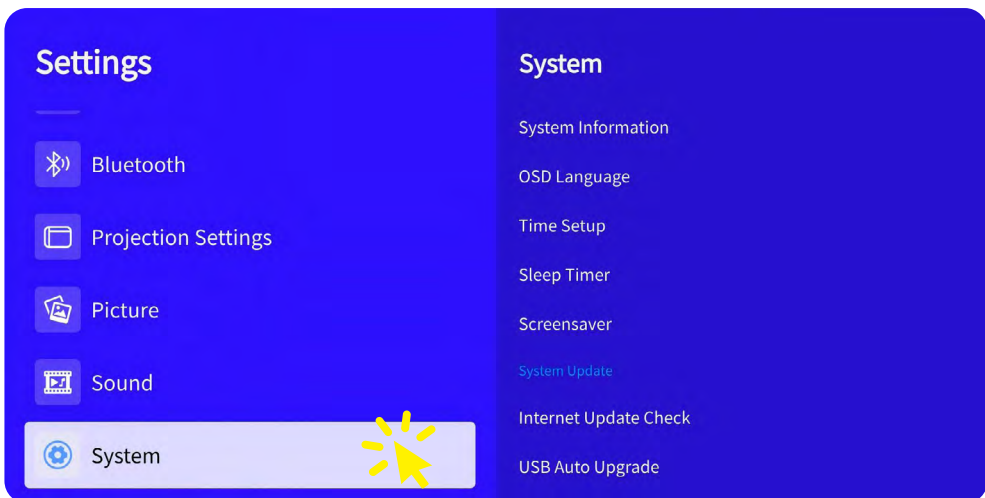 Settings
Bluetooth
Projection Settings
Picture
Sound
System
System
System Information
OSD Language
Time Setup
Sleep Timer
Screensaver
System Update
Internet Update Check
USB Auto Upgrade